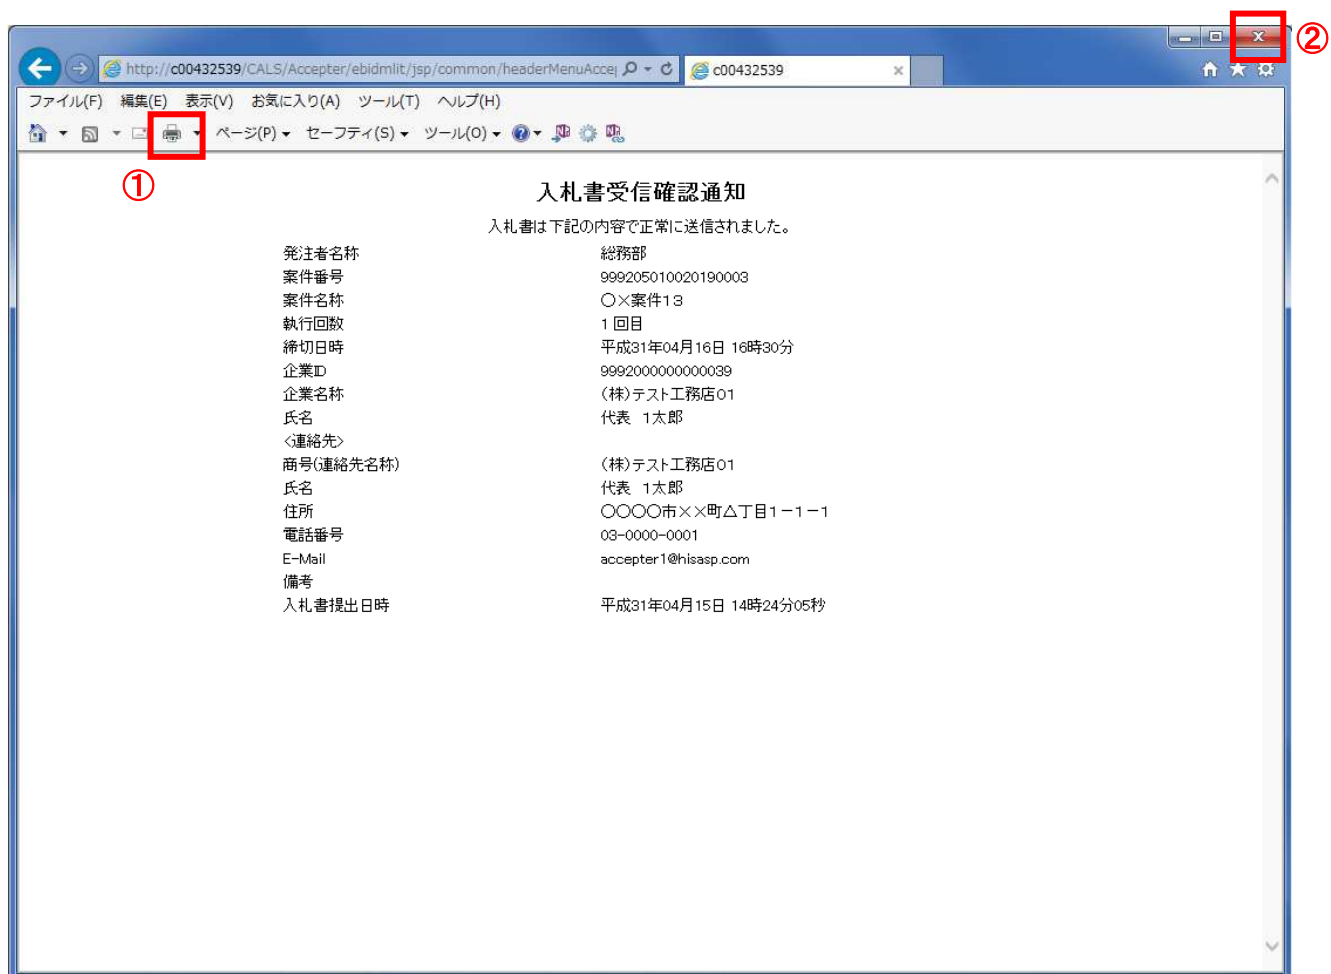 ②
http://c00432539/CALS/Accepter/ebidmlit/jsp/common/headerMenuAccep
c00432539
ファイル(F) 編集(E) 表示(V) お気に入り(A) ツール(T) ヘルプ(H)
ページ(P) セーフティ(S) ツール(O)
①
入札書受信確認通知
入札書は下記の内容で正常に送信されました。
発注者名称 総務部
案件番号 999205010020190003
案件名称 〇×案件13
執行回数 1回目
締切日時 平成31年04月16日 16時30分
企業ID 9992000000000039
企業名称 (株)テスト工務店01
氏名 代表 1太郎
<連絡先>
商号(連絡先名称) (株)テスト工務店01
氏名 代表 1太郎
住所 〇〇〇〇市××町△丁目1-1-1
電話番号 03-0000-0001
E-Mail accepter1@hisasp.com
備考
入札書提出日時 平成31年04月15日 14時24分05秒